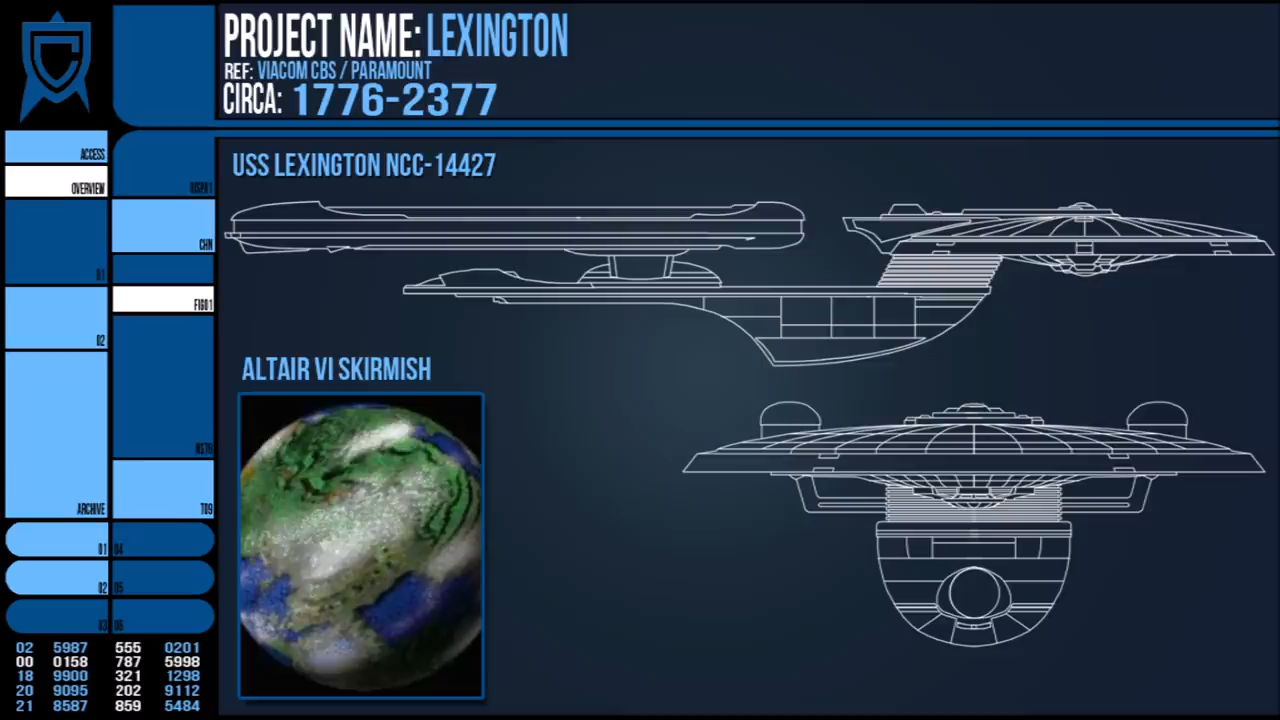 PROJECT NAME: LEXINGTON
REF: VIACOM CBS / PARAMOUNT
CIRCA: 1776-2377
ACCESS
OVERVIEW
01
02
ARCHIVE
01
02
03
CHN
FIG01
T09
04
05
06
02 5987 555 0201
00 0158 787 5998
18 9900 321 1298
20 9095 202 9112
21 8587 859 5484
USS LEXINGTON NCC-14427
ALTAIR VI SKIRMISH